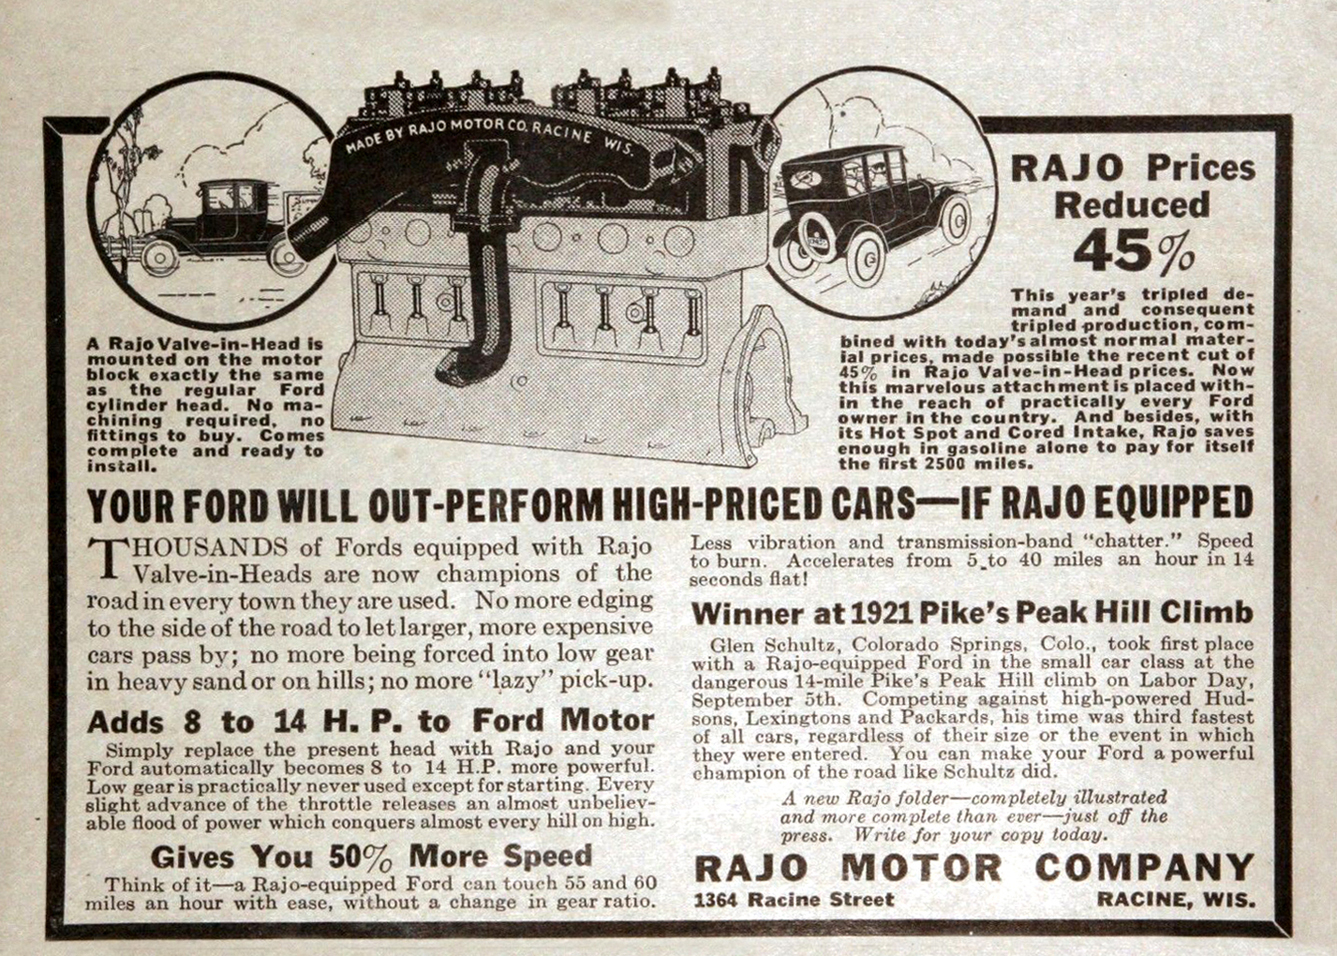 MADE BY RAJO MOTOR CO. RACINE WIS.
RAJO Prices
Reduced
45%
A Rajo Valve-in-Head is
mounted on the motor
block exactly the same
as the regular Ford
cylinder head. No ma-
chining required, no
fittings to buy. Comes
complete and ready to
install.
This year's tripled de-
mand and consequent
tripled production, com-
bined with today's almost normal mater-
ial prices, made possible the recent cut of
45% in Rajo Valve-in-Head prices. Now
this marvelous attachment is placed with-
in the reach of practically every Ford
owner in the country. And besides, with
its Hot Spot and Cored Intake, Rajo saves
enough in gasoline alone to pay for itself
the first 2500 miles.
YOUR FORD WILL OUT-PERFORM HIGH-PRICED CARS—IF RAJO EQUIPPED
THOUSANDS of Fords equipped with Rajo
Valve-in-Heads are now champions of the
road in every town they are used. No more edging
to the side of the road to let larger, more expensive
cars pass by; no more being forced into low gear
in heavy sand or on hills; no more "lazy" pick-up.
Adds 8 to 14 H. P. to Ford Motor
Simply replace the present head with Rajo and your
Ford automatically becomes 8 to 14 H.P. more powerful.
Low gear is practically never used except for starting. Every
slight advance of the throttle releases an almost unbeliev-
able flood of power which conquers almost every hill on high.
Gives You 50% More Speed
Think of it—a Rajo-equipped Ford can touch 55 and 60
miles an hour with ease, without a change in gear ratio.
Less vibration and transmission-band "chatter." Speed
to burn. Accelerates from 5 to 40 miles an hour in 14
seconds flat!
Winner at 1921 Pike's Peak Hill Climb
Glen Schultz, Colorado Springs, Colo., took first place
with a Rajo-equipped Ford in the small car class at the
dangerous 14-mile Pike's Peak Hill climb on Labor Day,
September 5th. Competing against high-powered Hud-
sons, Lexingtons and Packards, his time was third fastest
of all cars, regardless of their size or the event in which
they were entered. You can make your Ford a powerful
champion of the road like Schultz did.
A new Rajo folder—completely illustrated
and more complete than ever—just off the
press. Write for your copy today.
RAJO MOTOR COMPANY
1364 Racine Street RACINE, WIS.